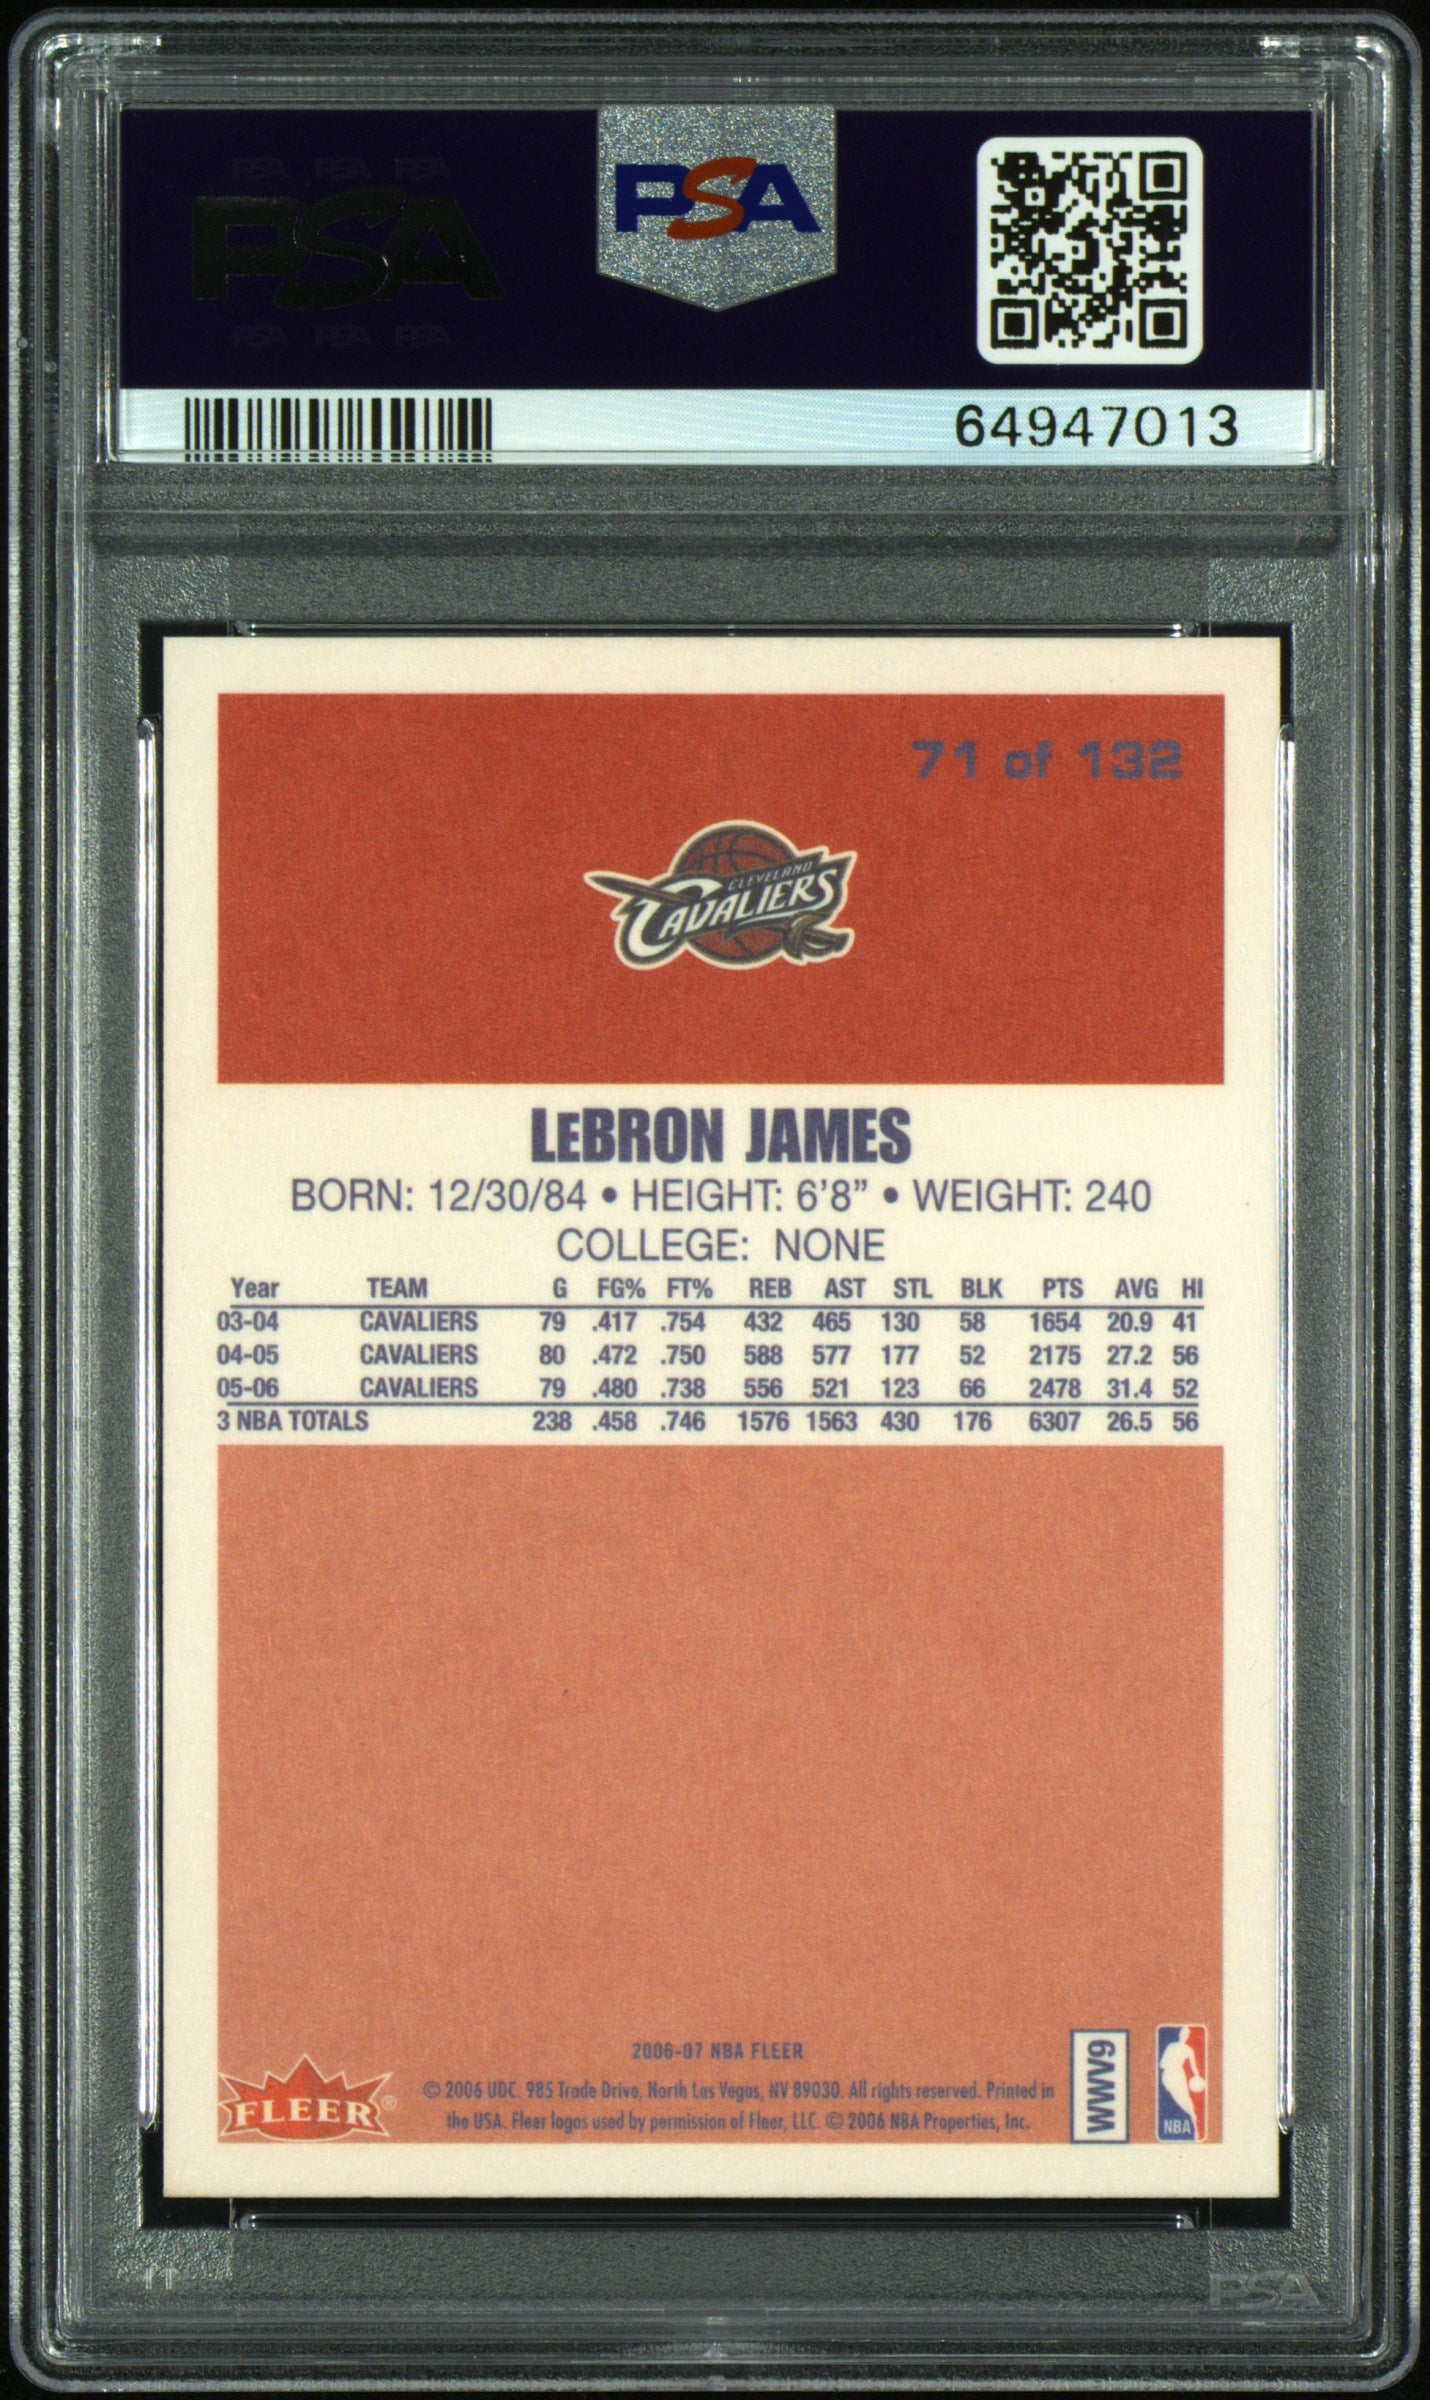 PSA PSA PSA
PSA
PSA PSA PSA
PSA
64947013
71 of 132
CLEVELAND
CAVALIERS
LeBRON JAMES
BORN: 12/30/84 • HEIGHT: 6'8” • WEIGHT: 240
COLLEGE: NONE
Year TEAM G FG% FT% REB AST STL BLK PTS AVG HI
03-04 CAVALIERS 79 .417 .754 432 465 130 58 1654 20.9 41
04-05 CAVALIERS 80 .472 .750 588 577 177 52 2175 27.2 56
05-06 CAVALIERS 79 .480 .738 556 521 123 66 2478 31.4 52
3 NBA TOTALS 238 .458 .746 1576 1563 430 176 6307 26.5 56
2006-07 NBA FLEER
© 2006 UDC. 985 Trade Drive, North Las Vegas, NV 89030. All rights reserved. Printed in
the USA. Fleer logos used by permission of Fleer, LLC. © 2006 NBA Properties, Inc.
FLEER®
WWV9
NBA
PSA